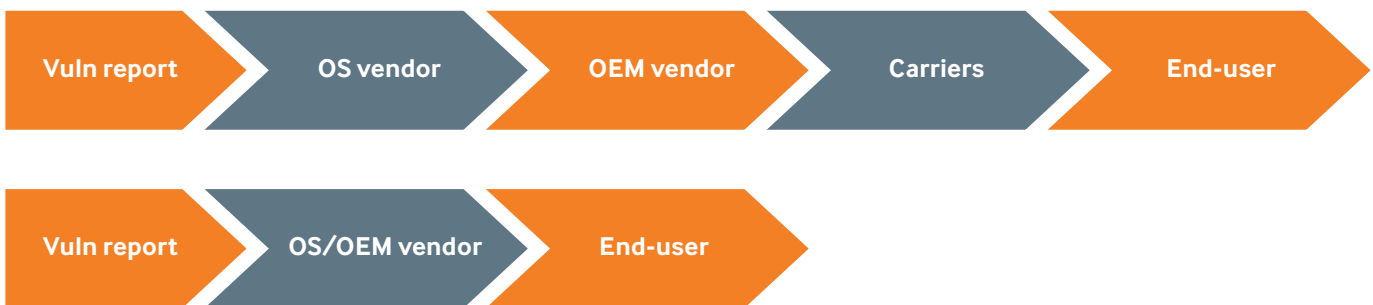 Vuln report
OS vendor
OEM vendor
Carriers
End-user
Vuln report
OS/OEM vendor
End-user